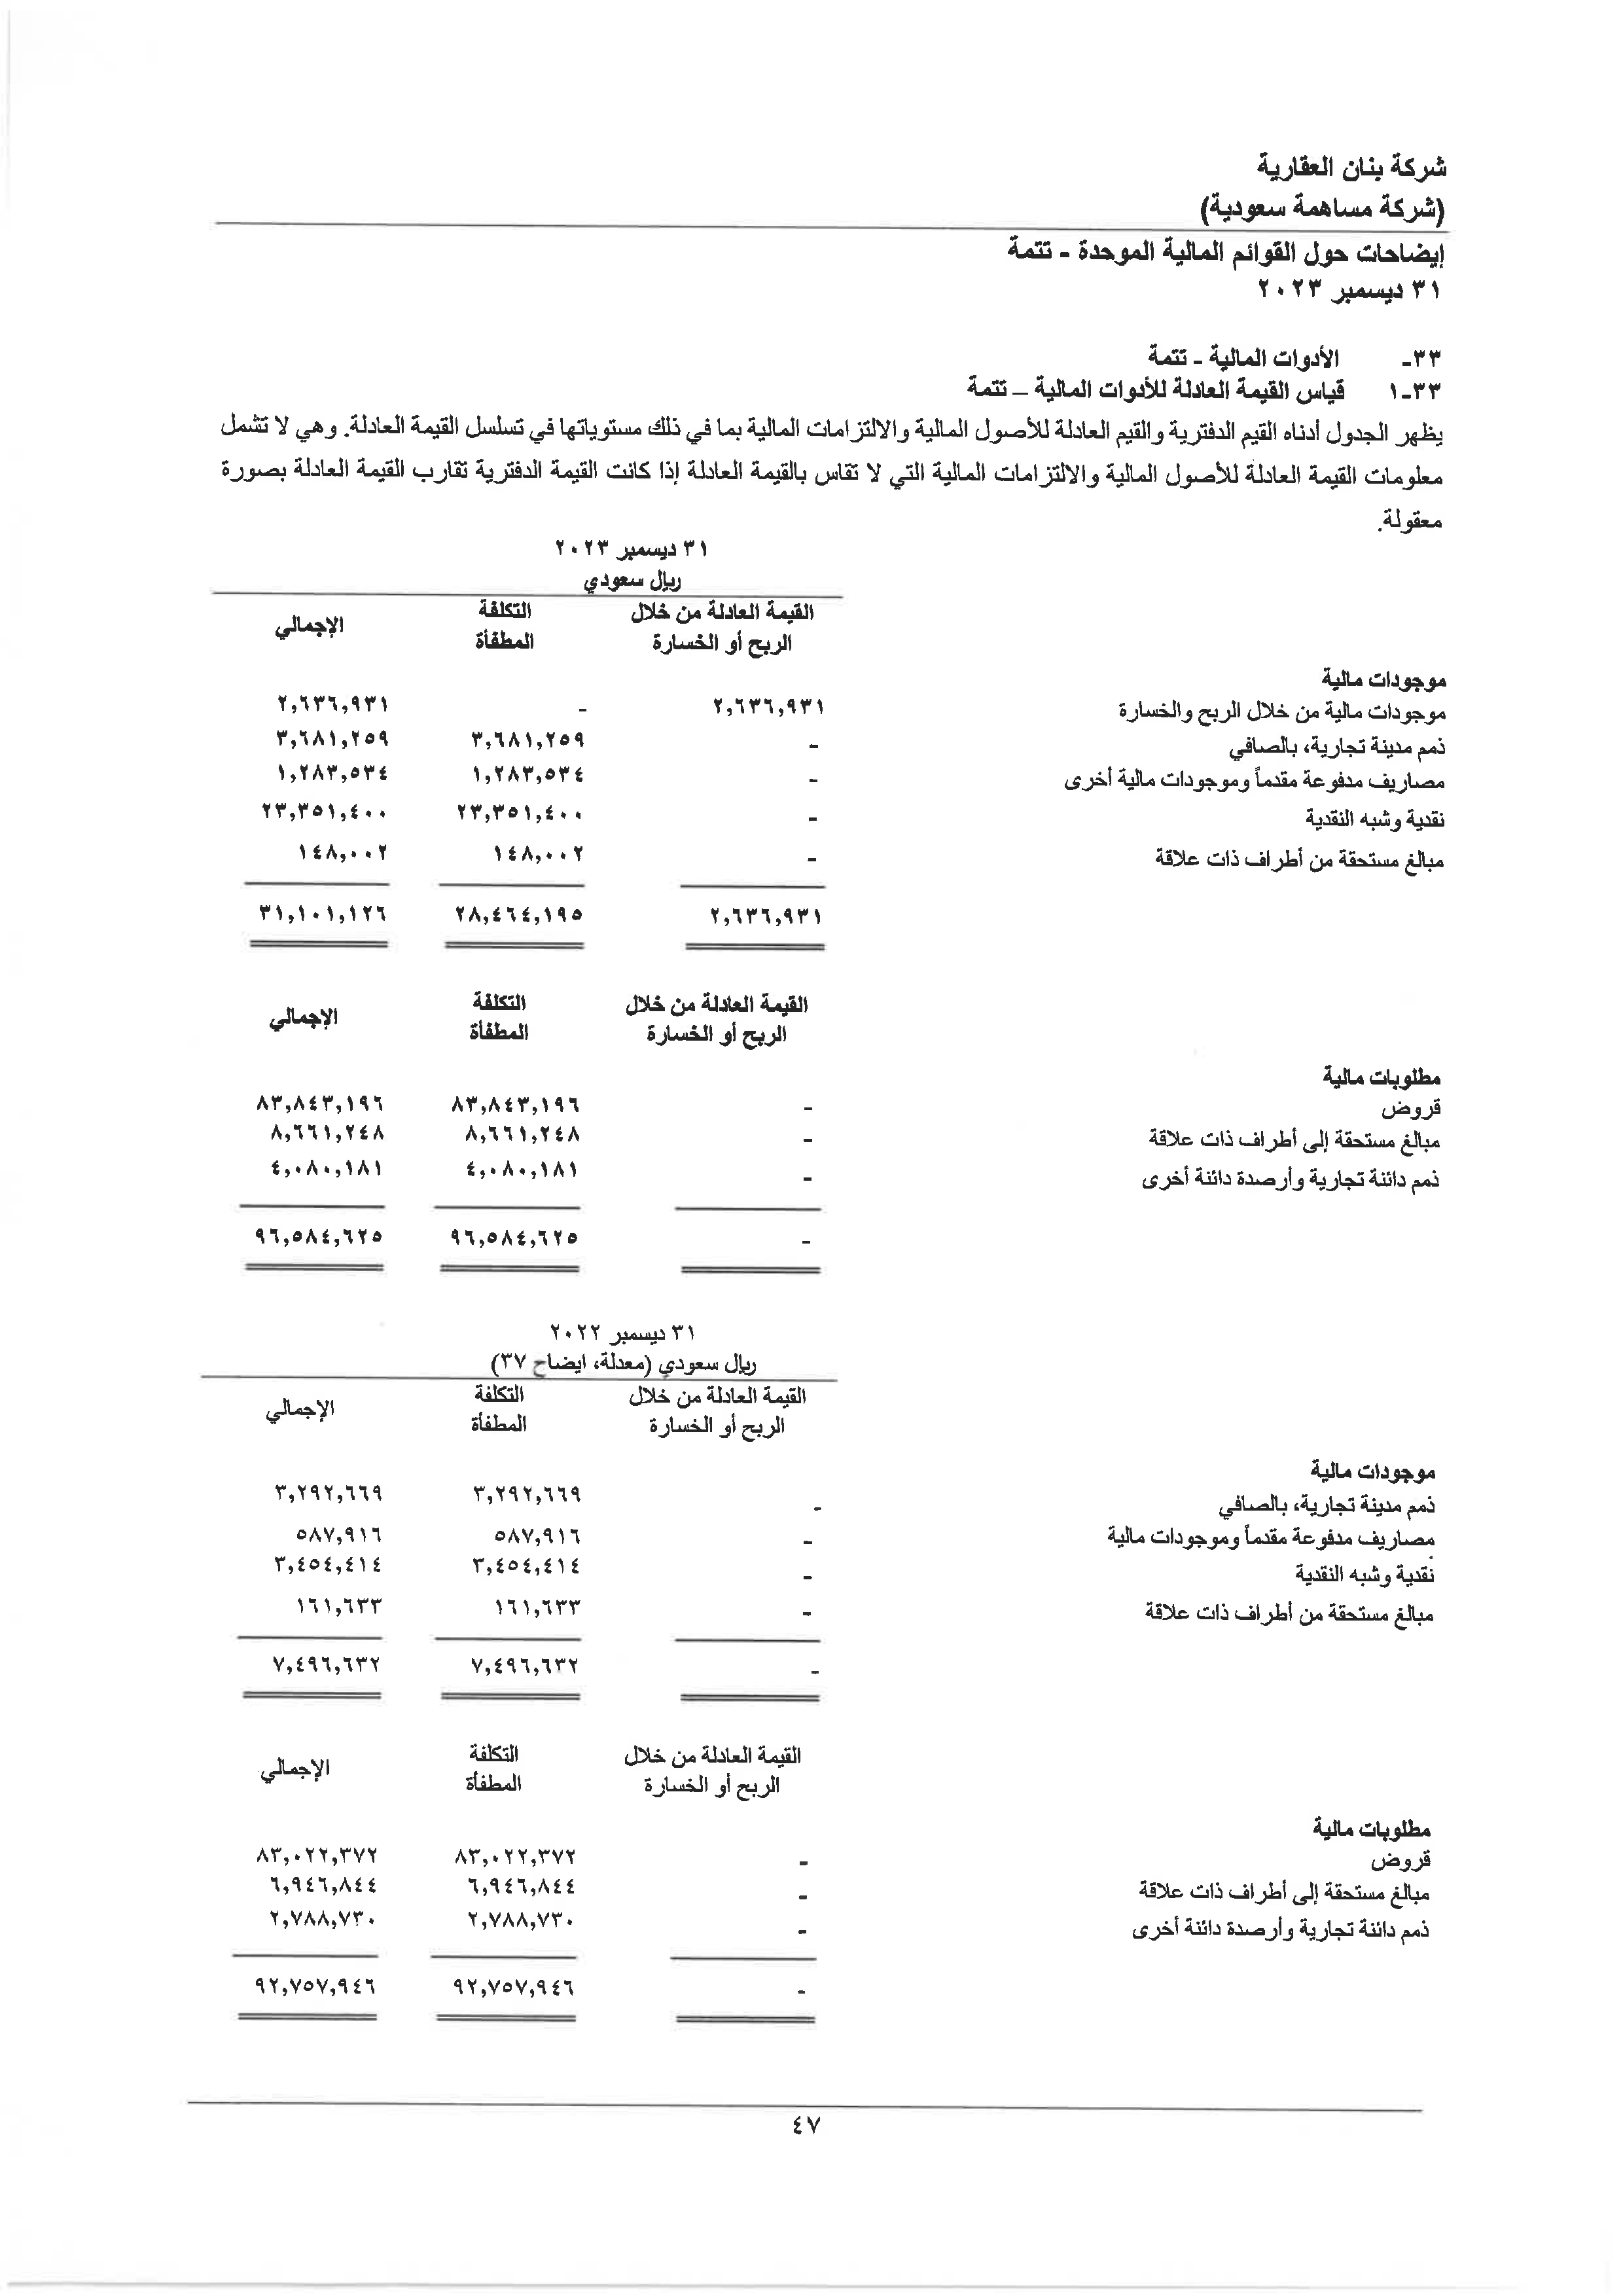 شركة بنان العقارية
(شركة مساهمة سعودية)
إيضاحات حول القوائم المالية الموحدة - تتمة
٣١ ديسمبر ٢٠٢٣
٣٣- الأدوات المالية - تتمة
٣٣-١ قياس القيمة العادلة للأدوات المالية – تتمة
يظهر الجدول أدناه القيم الدفترية والقيم العادلة للأصول المالية والالتزامات المالية بما في ذلك مستوياتها في تسلسل القيمة العادلة. وهي لا تشمل
معلومات القيمة العادلة للأصول المالية والالتزامات المالية التي لا تقاس بالقيمة العادلة إذا كانت القيمة الدفترية تقارب القيمة العادلة بصورة
معقولة.
٣١ ديسمبر ٢٠٢٣
ريال سعودي
القيمة العادلة من خلال التكلفة الإجمالي
الربح أو الخسارة المطفأة
موجودات مالية
موجودات مالية من خلال الربح والخسارة ٢,٦٣٦,٩٣١ - ٢,٦٣٦,٩٣١
ذمم مدينة تجارية، بالصافي - ٣,٦٨١,٢٥٩ ٣,٦٨١,٢٥٩
مصاريف مدفوعة مقدماً وموجودات مالية أخرى - ١,٢٨٣,٥٣٤ ١,٢٨٣,٥٣٤
نقدية وشبه النقدية - ٢٣,٣٥١,٤٠٠ ٢٣,٣٥١,٤٠٠
مبالغ مستحقة من أطراف ذات علاقة - ١٤٨,٠٠٢ ١٤٨,٠٠٢
٢,٦٣٦,٩٣١ ٢٨,٤٦٤,١٩٥ ٣١,١٠١,١٢٦
القيمة العادلة من خلال التكلفة الإجمالي
الربح أو الخسارة المطفأة
مطلوبات مالية
قروض - ٨٣,٨٤٣,١٩٦ ٨٣,٨٤٣,١٩٦
مبالغ مستحقة إلى أطراف ذات علاقة - ٨,٦٦١,٢٤٨ ٨,٦٦١,٢٤٨
ذمم دائنة تجارية وأرصدة دائنة أخرى - ٤,٠٨٠,١٨١ ٤,٠٨٠,١٨١
- ٩٦,٥٨٤,٦٢٥ ٩٦,٥٨٤,٦٢٥
٣١ ديسمبر ٢٠٢٢
ريال سعودي (معدلة، ايضاح ٣٧)
القيمة العادلة من خلال التكلفة الإجمالي
الربح أو الخسارة المطفأة
موجودات مالية
ذمم مدينة تجارية، بالصافي - ٣,٢٩٢,٦٦٩ ٣,٢٩٢,٦٦٩
مصاريف مدفوعة مقدماً وموجودات مالية - ٥٨٧,٩١٦ ٥٨٧,٩١٦
نقدية وشبه النقدية - ٣,٤٥٤,٤١٤ ٣,٤٥٤,٤١٤
مبالغ مستحقة من أطراف ذات علاقة - ١٦١,٦٣٣ ١٦١,٦٣٣
- ٧,٤٩٦,٦٣٢ ٧,٤٩٦,٦٣٢
القيمة العادلة من خلال التكلفة الإجمالي
الربح أو الخسارة المطفأة
مطلوبات مالية
قروض - ٨٣,٠٢٢,٣٧٢ ٨٣,٠٢٢,٣٧٢
مبالغ مستحقة إلى أطراف ذات علاقة - ٦,٩٤٦,٨٤٤ ٦,٩٤٦,٨٤٤
ذمم دائنة تجارية وأرصدة دائنة أخرى - ٢,٧٨٨,٧٣٠ ٢,٧٨٨,٧٣٠
- ٩٢,٧٥٧,٩٤٦ ٩٢,٧٥٧,٩٤٦
٤٧